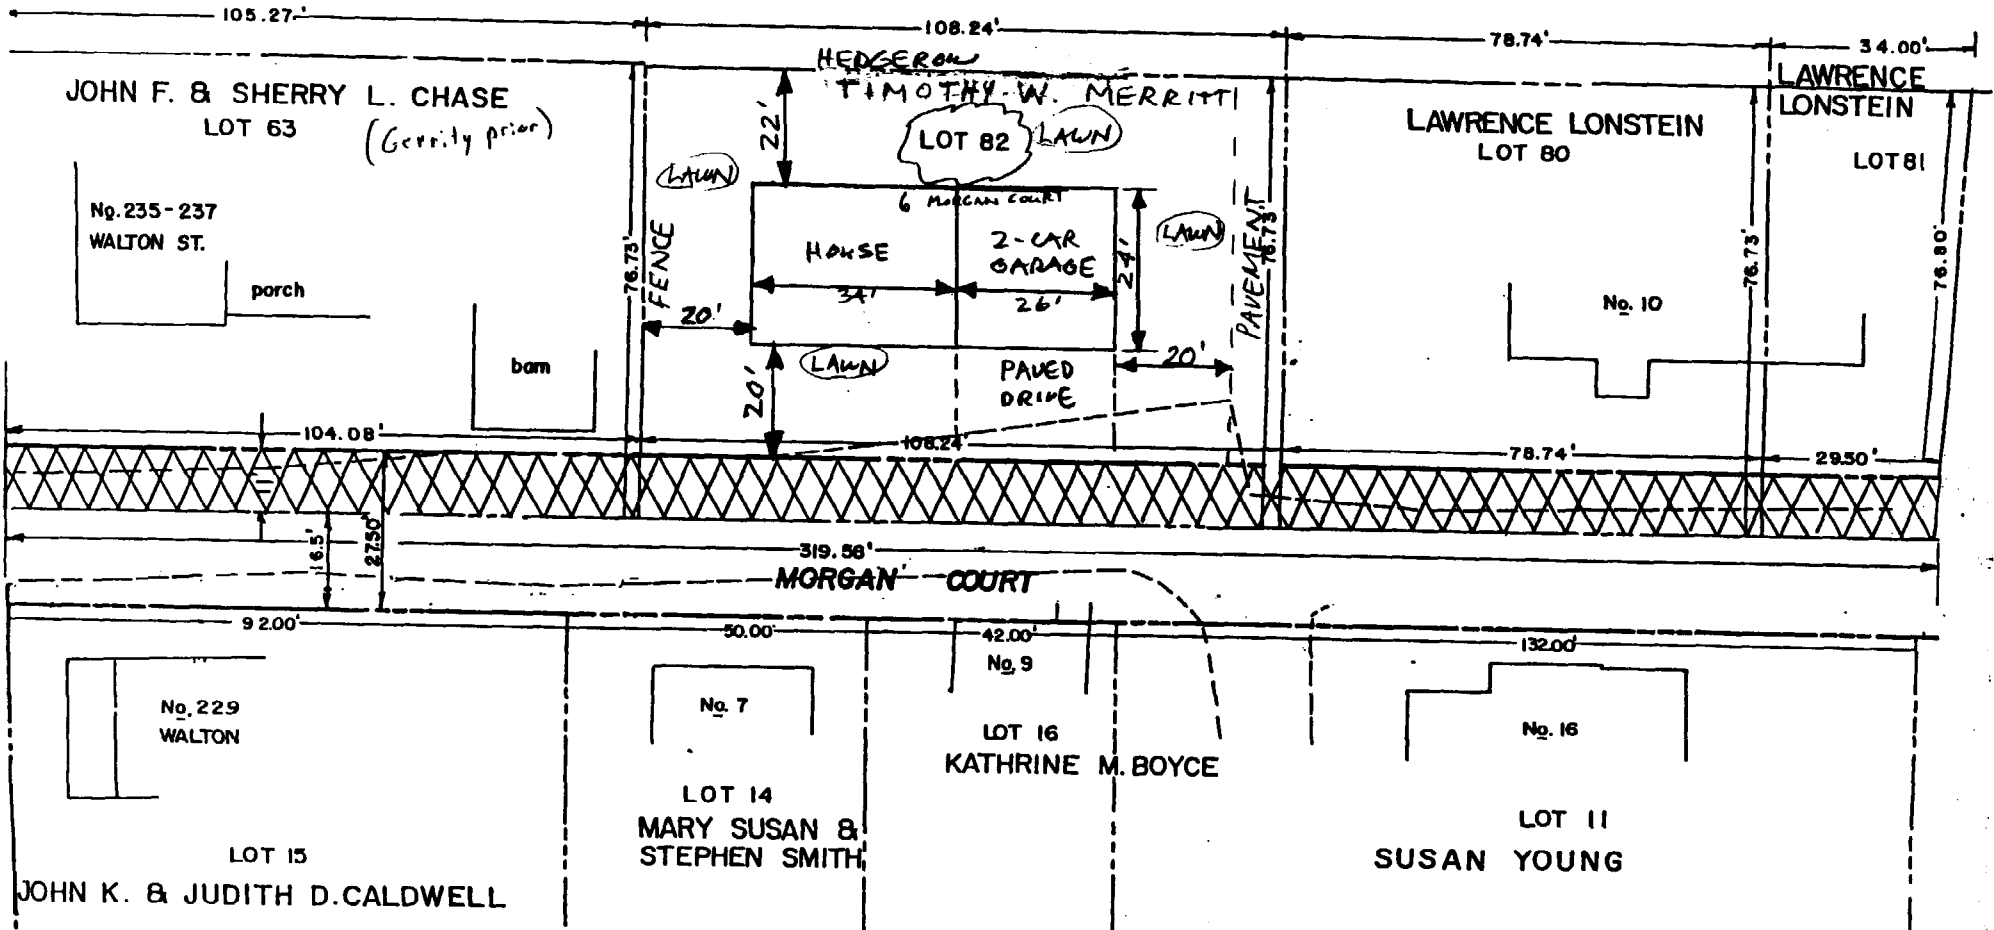 105.27'
108.24'
78.74'
34.00'
HEDGEROW
TIMOTHY W. MERRITT
JOHN F. & SHERRY L. CHASE
LOT 63
(Gerrity prior)
22'
LOT 82
LAWN
LAWN
LAWRENCE LONSTEIN
LOT 80
LAWRENCE
LONSTEIN
LOT 81
No. 235-237
WALTON ST.
porch
barn
76.73'
FENCE
6 MORGAN COURT
HOUSE
34'
2-CAR
GARAGE
26'
24'
LAWN
PAVEMENT
76.73'
No. 10
76.73'
76.80'
20'
20'
LAWN
PAVED
DRIVE
20'
104.08'
108.24'
78.74'
29.50'
16.5'
27.50'
319.58'
MORGAN COURT
92.00'
50.00'
42.00'
132.00'
No. 229
WALTON
No. 7
No. 9
No. 16
LOT 16
KATHRINE M. BOYCE
LOT 14
MARY SUSAN &
STEPHEN SMITH
LOT 11
SUSAN YOUNG
LOT 15
JOHN K. & JUDITH D. CALDWELL